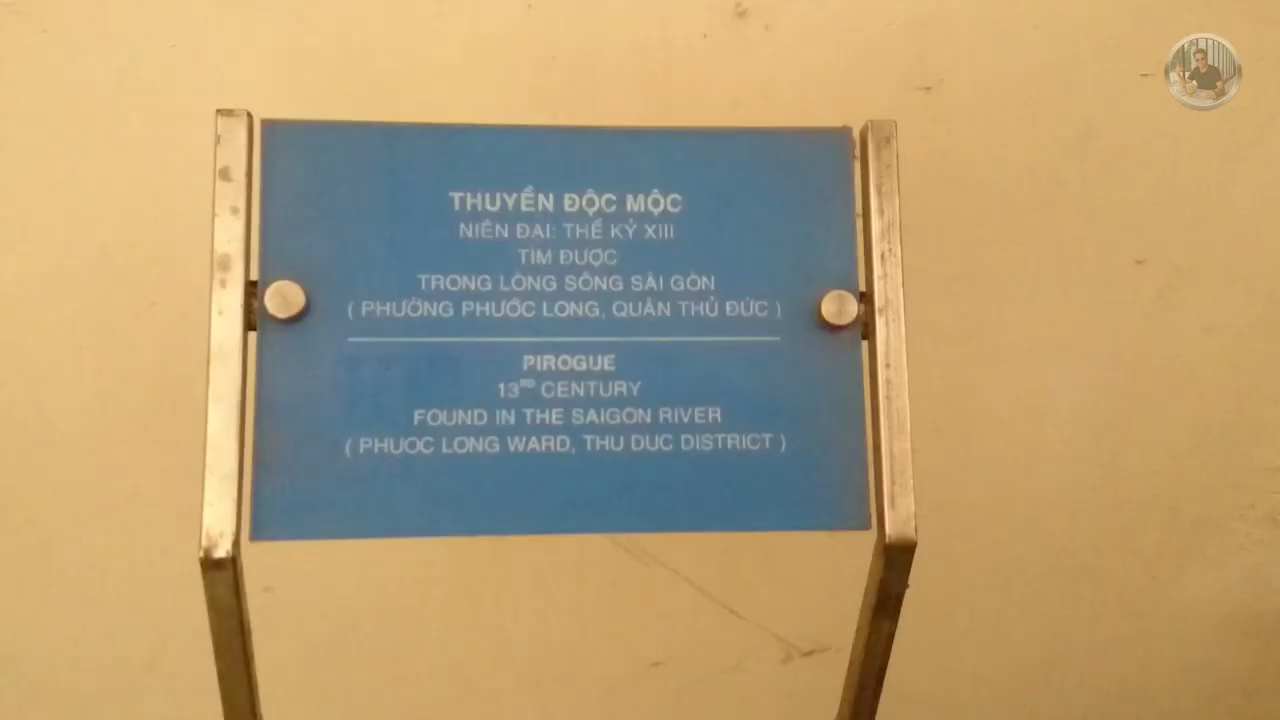 THUYỀN ĐỘC MỘC
NIÊN ĐẠI: THẾ KỶ XIII
TÌM ĐƯỢC
TRONG LÒNG SÔNG SÀI GÒN
( PHƯỜNG PHƯỚC LONG, QUẬN THỦ ĐỨC )
PIROGUE
13RD CENTURY
FOUND IN THE SAIGON RIVER
( PHUOC LONG WARD, THU DUC DISTRICT )